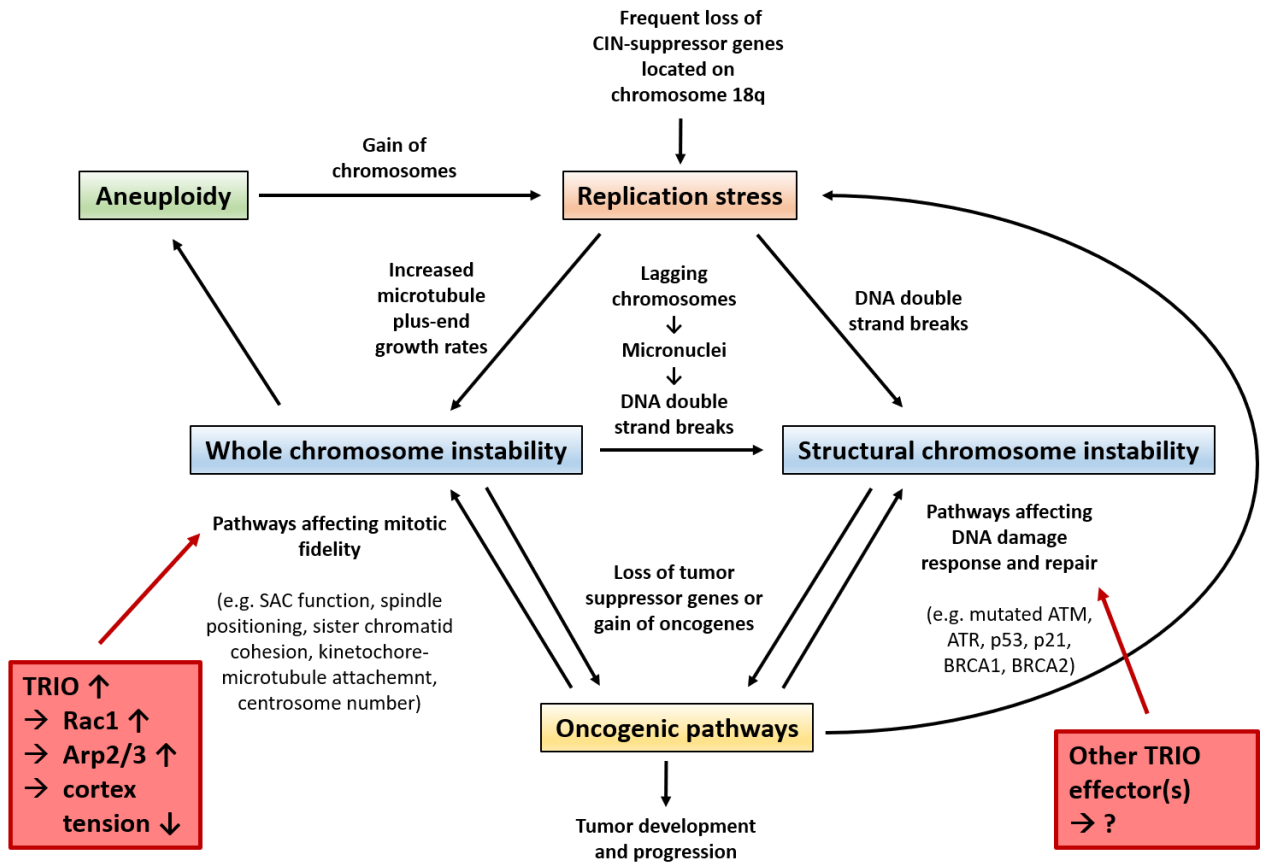 Frequent loss of
CIN-suppressor genes
located on
chromosome 18q
Gain of
chromosomes
Aneuploidy
Replication stress
Increased
microtubule
plus-end
growth rates
Lagging
chromosomes
↓
Micronuclei
↓
DNA double
strand breaks
DNA double
strand breaks
Whole chromosome instability
Structural chromosome instability
Pathways affecting mitotic
fidelity
(e.g. SAC function, spindle
positioning, sister chromatid
cohesion, kinetochore-
microtubule attachemnt,
centrosome number)
Loss of tumor
suppressor genes or
gain of oncogenes
Pathways affecting
DNA damage
response and repair
(e.g. mutated ATM,
ATR, p53, p21,
BRCA1, BRCA2)
TRIO ↑
→ Rac1 ↑
→ Arp2/3 ↑
→ cortex
tension ↓
Oncogenic pathways
Other TRIO
effector(s)
→ ?
Tumor development
and progression